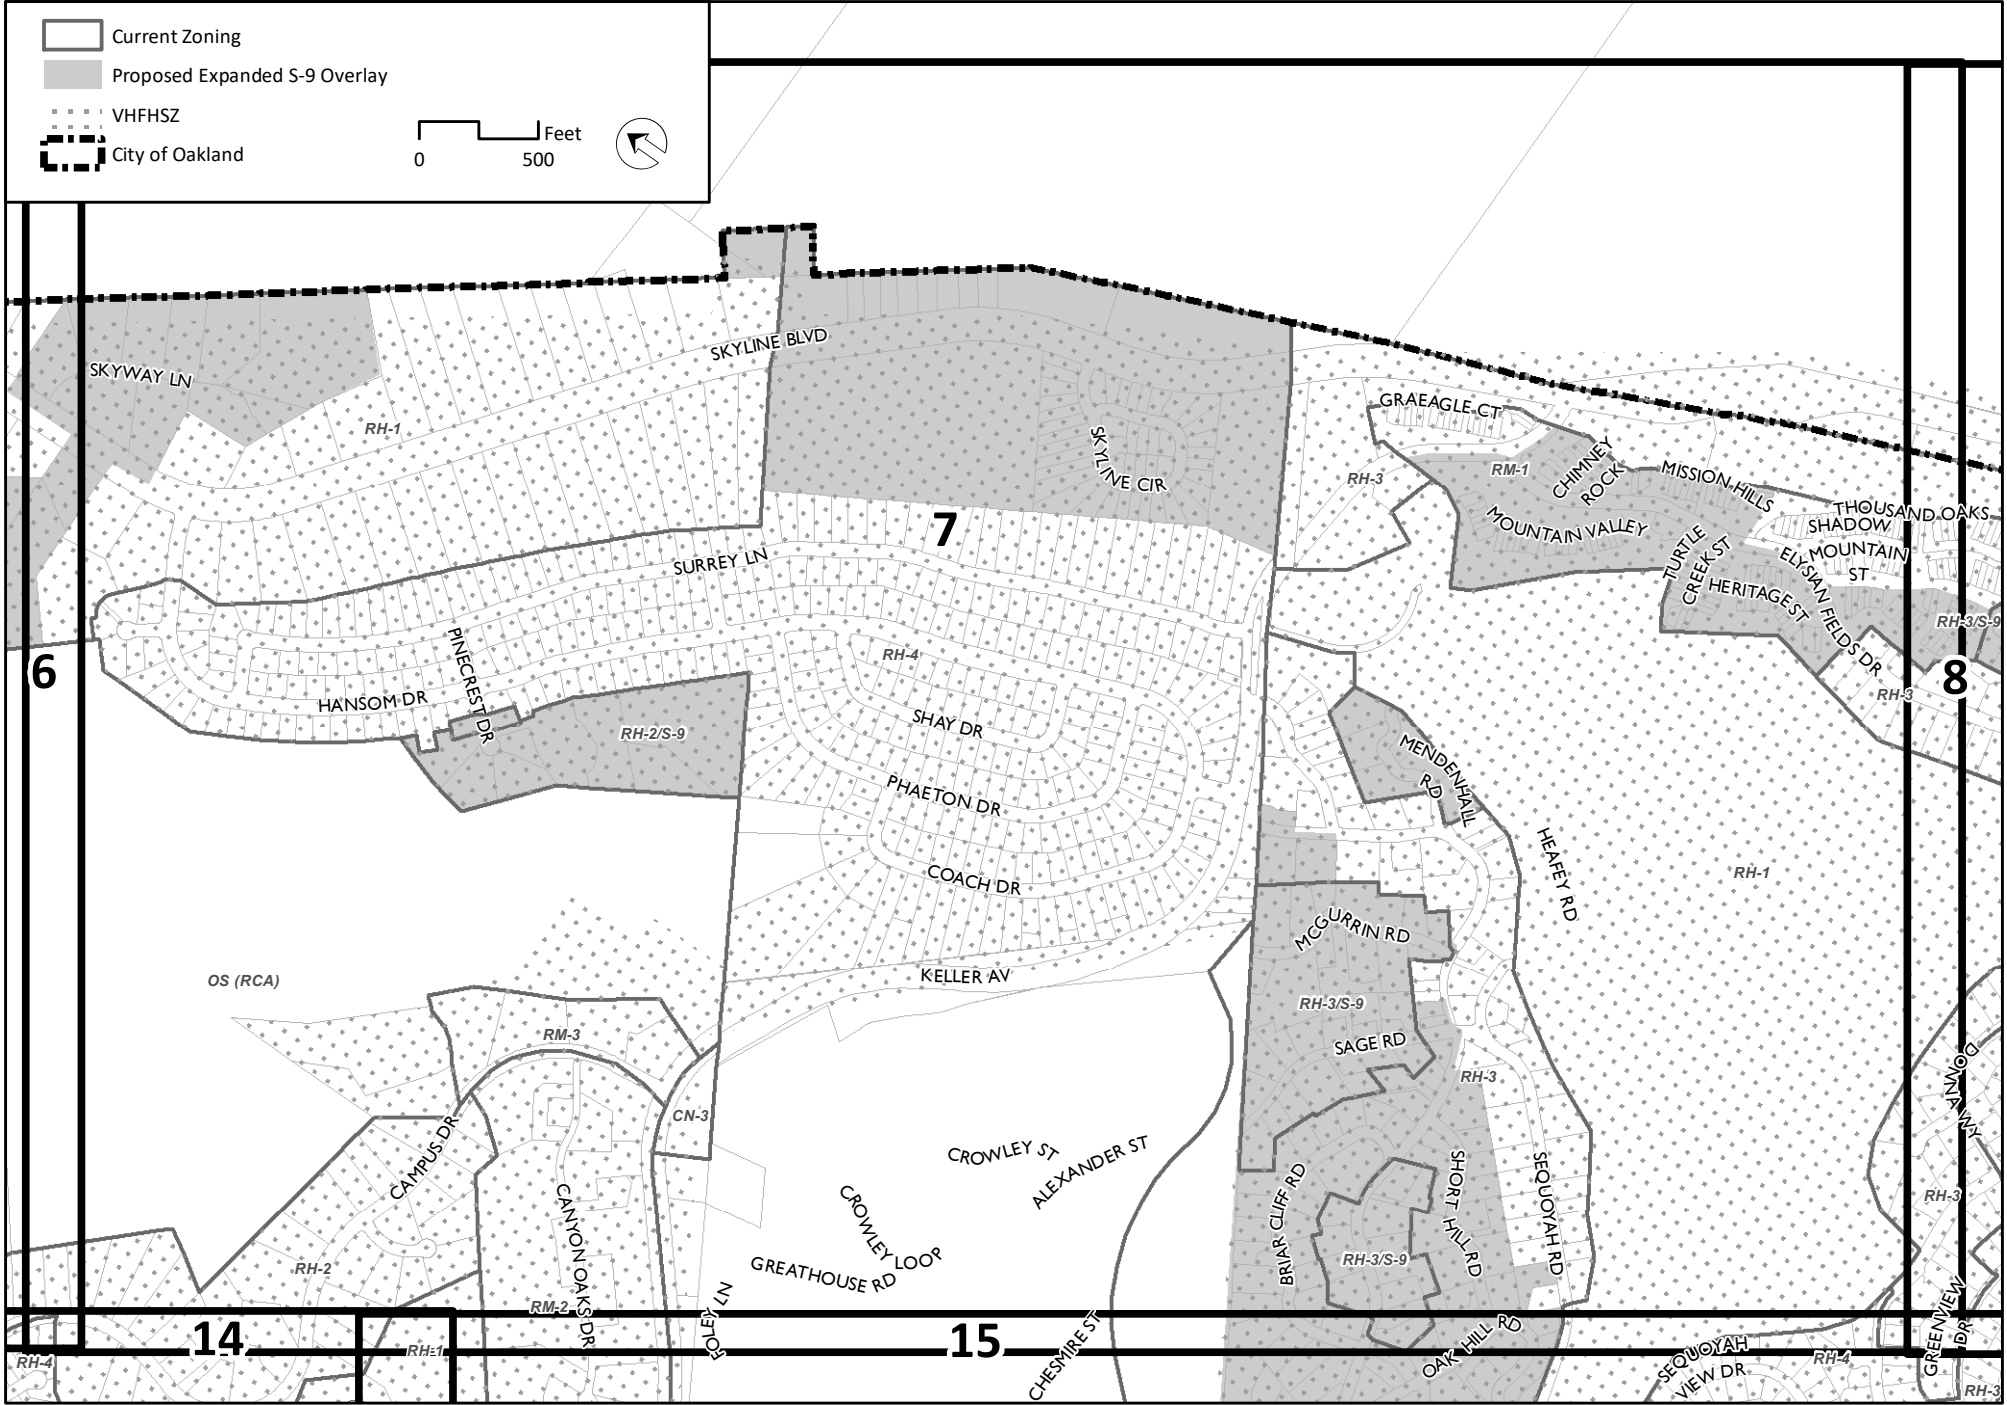 Current Zoning
Proposed Expanded S-9 Overlay
VHFHSZ
City of Oakland
Feet
0
500
SKYLINE BLVD
SKYWAY LN
RH-1
GRAEAGLE CT
SKYLINE CIR
RH-3
RM-1
CHIMNEY
ROCK
MISSION HILLS
MOUNTAIN VALLEY
THOUSAND OAKS
SHADOW
MOUNTAIN
ST
7
SURREY LN
TURTLE
CREEK ST
ELYSIAN FIELDS DR
HERITAGE ST
RH-3/S-9
6
PINECREST DR
RH-4
8
RH-3
HANSOM DR
RH-2/S-9
SHAY DR
MENDENHALL
RD
PHAETON DR
HEAFEY RD
RH-1
COACH DR
MCGURRIN RD
KELLER AV
OS (RCA)
RH-3/S-9
RM-3
SAGE RD
RH-3
DONNA WY
CN-3
CAMPUS DR
CROWLEY ST
ALEXANDER ST
CANYON OAKS DR
CROWLEY LOOP
BRIAR CLIFF RD
SHORT HILL RD
SEQUOYAH RD
RH-3
RH-2
GREATHOUSE RD
RH-3/S-9
RM-2
FOLEY LN
14
15
CHESMIRE ST
OAK HILL RD
RH-4
RH-1
SEQUOYAH
VIEW DR
RH-4
GREENVIEW
DR
RH-3